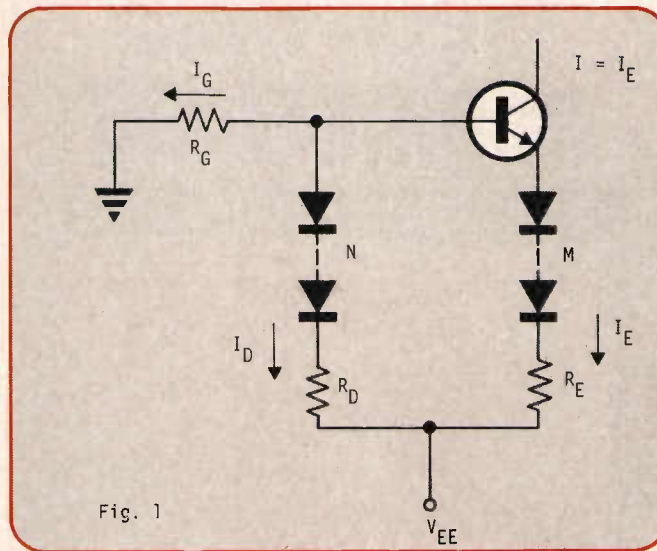 I_G
I = I_E
R_G
N
M
I_D
I_E
R_D
R_E
Fig. 1
V_EE